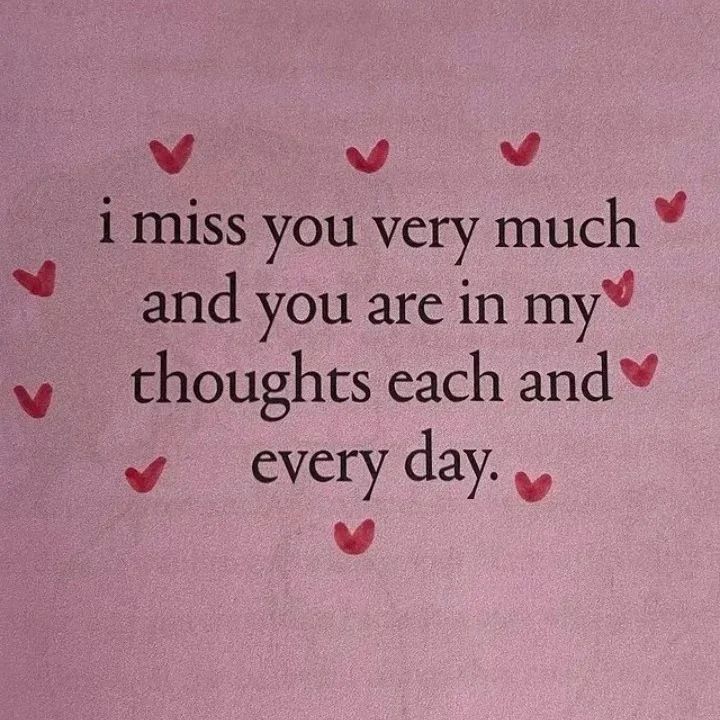 i miss you very much
and you are in my
thoughts each and
every day.